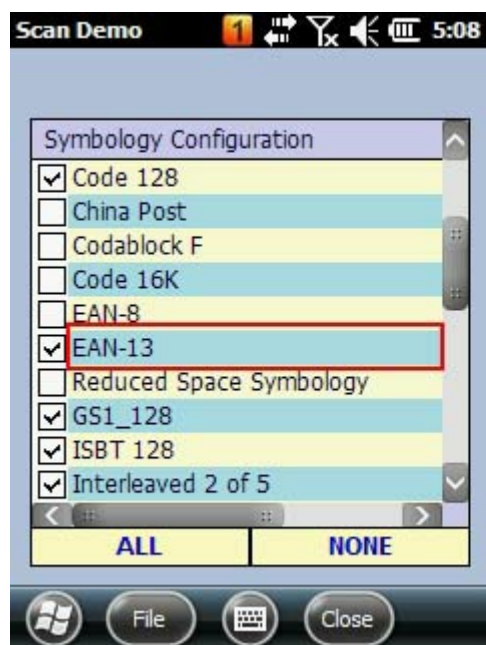 Scan Demo 1 5:08
Symbology Configuration
Code 128
China Post
Codablock F
Code 16K
EAN-8
EAN-13
Reduced Space Symbology
GS1_128
ISBT 128
Interleaved 2 of 5
ALL NONE
File Close